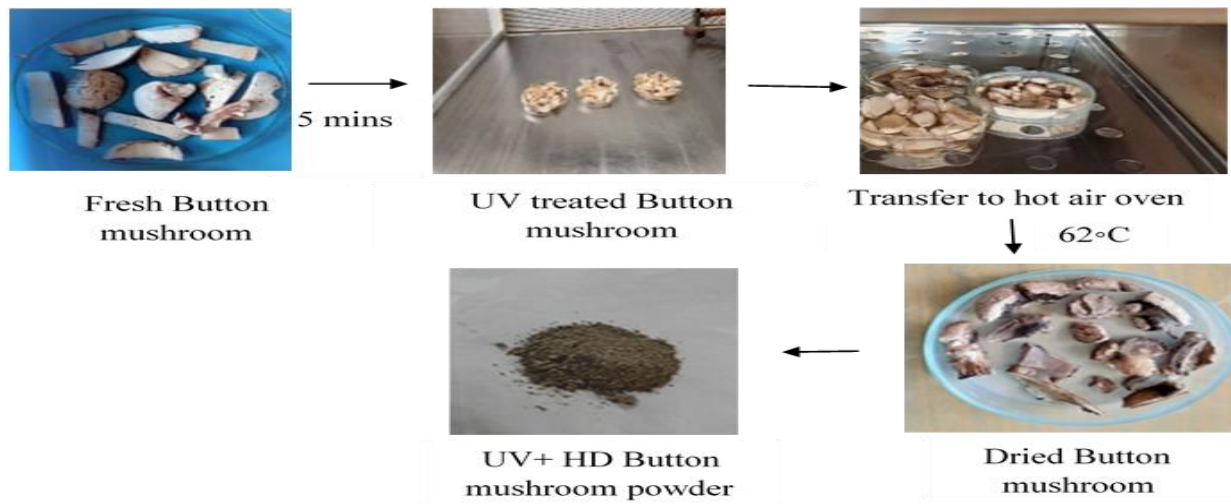 5 mins
Fresh Button
mushroom
UV treated Button
mushroom
Transfer to hot air oven
62◦C
Dried Button
mushroom
UV+ HD Button
mushroom powder